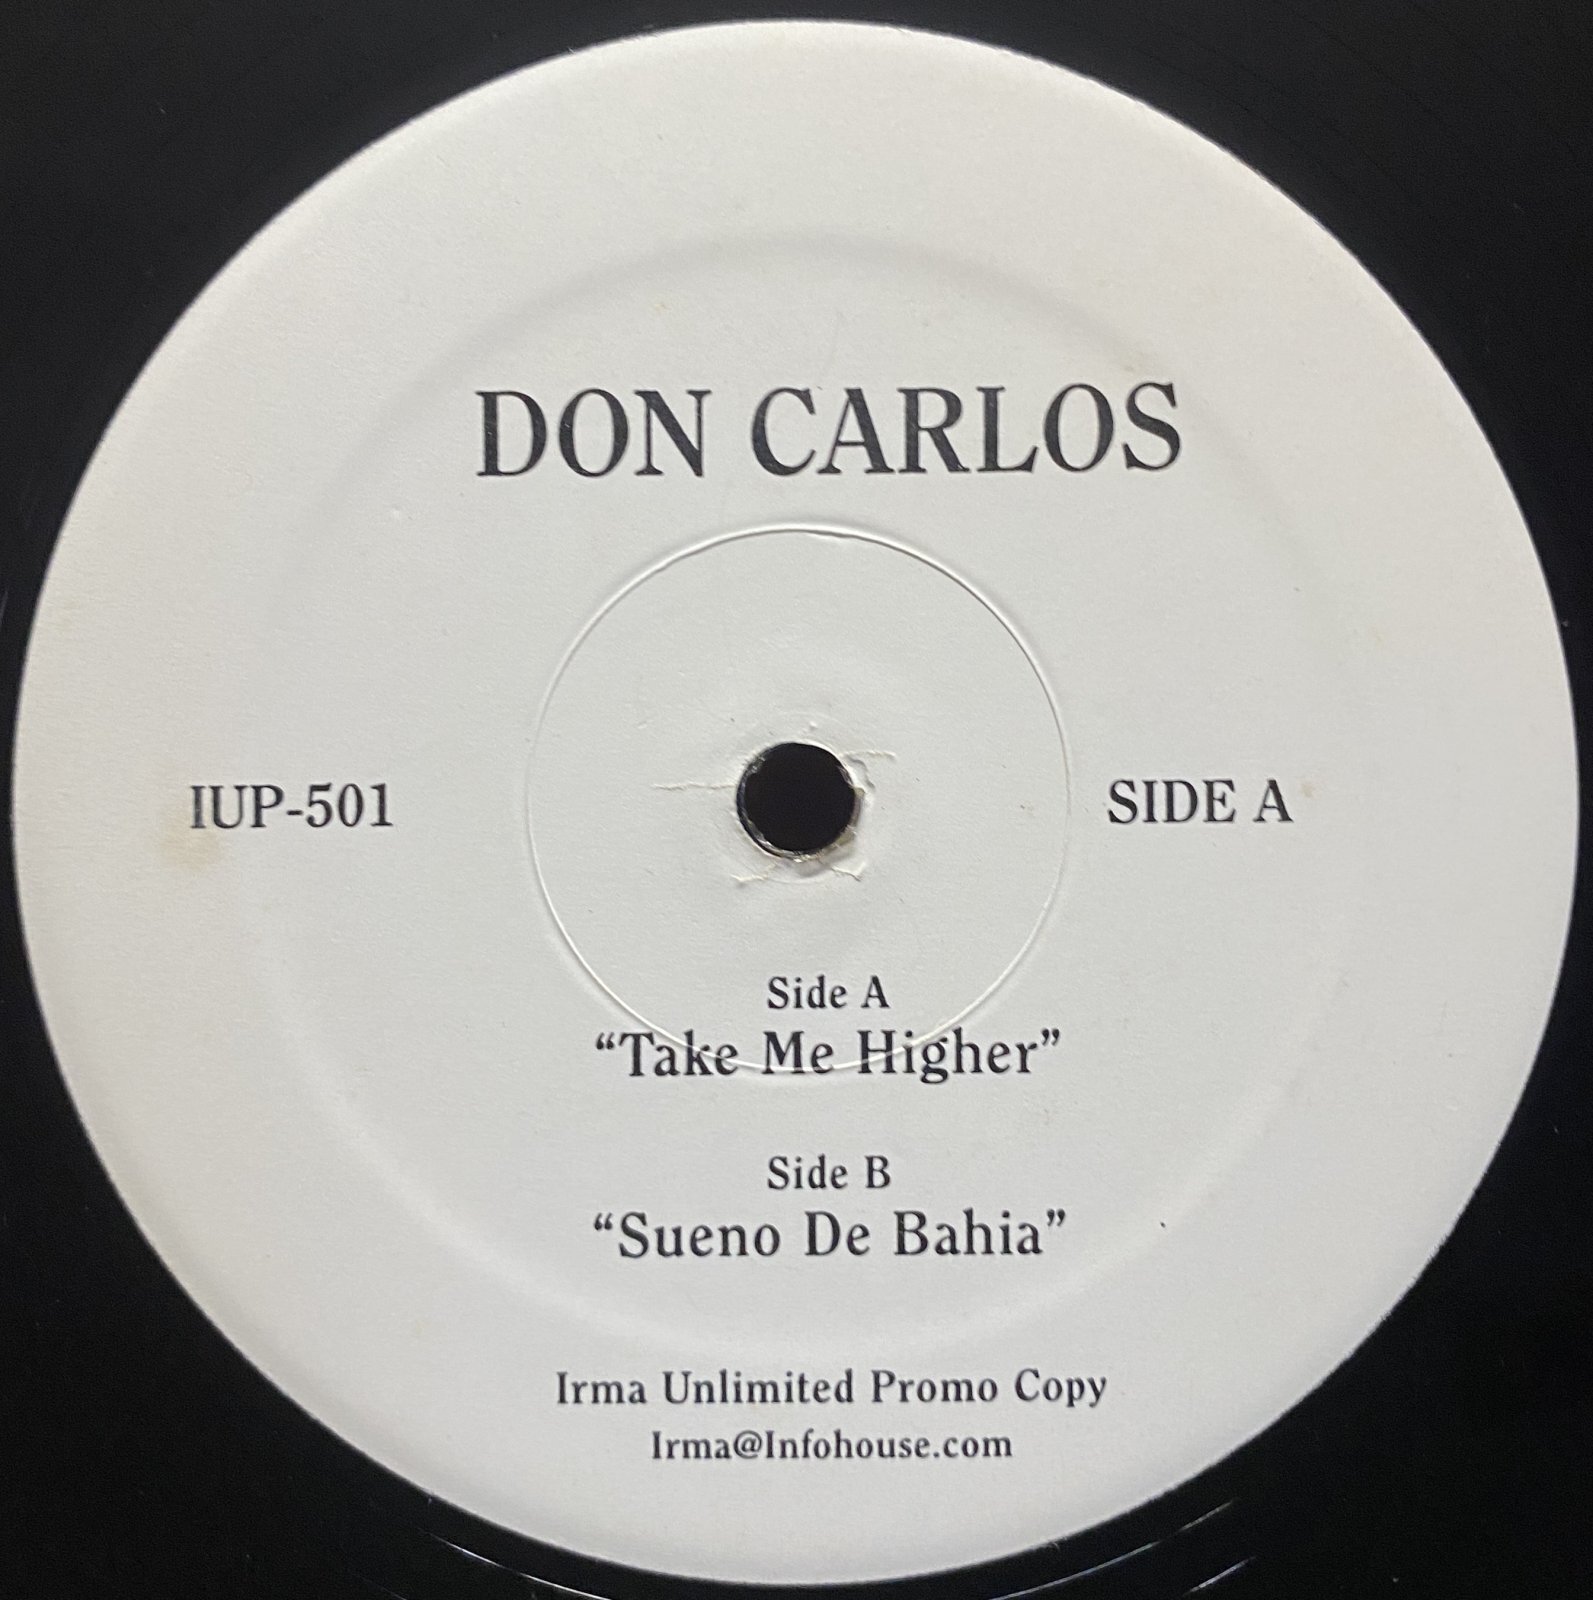 DON CARLOS
IUP-501
SIDE A
Side A
“Take Me Higher”
Side B
“Sueno De Bahia”
Irma Unlimited Promo Copy
Irma@Infohouse.com